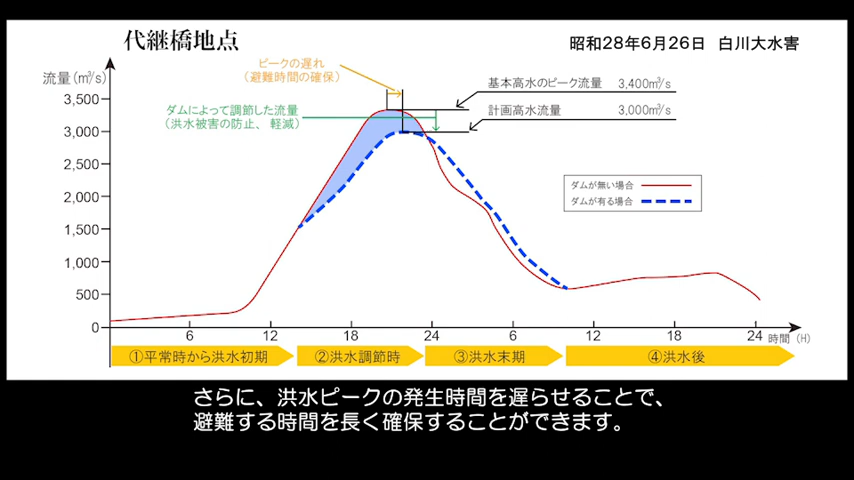 代継橋地点
昭和28年6月26日 白川大水害
ピークの遅れ
（避難時間の確保）
流量(㎥/s)
基本高水のピーク流量 3,400㎥/s
ダムによって調節した流量
（洪水被害の防止、軽減）
計画高水流量 3,000㎥/s
3,500
3,000
2,500
2,000
1,500
1,000
500
0
ダムが無い場合
ダムが有る場合
6 12 18 24 6 12 18 24 時間（H）
①平常時から洪水初期 ②洪水調節時 ③洪水末期 ④洪水後
さらに、洪水ピークの発生時間を遅らせることで、
避難する時間を長く確保することができます。